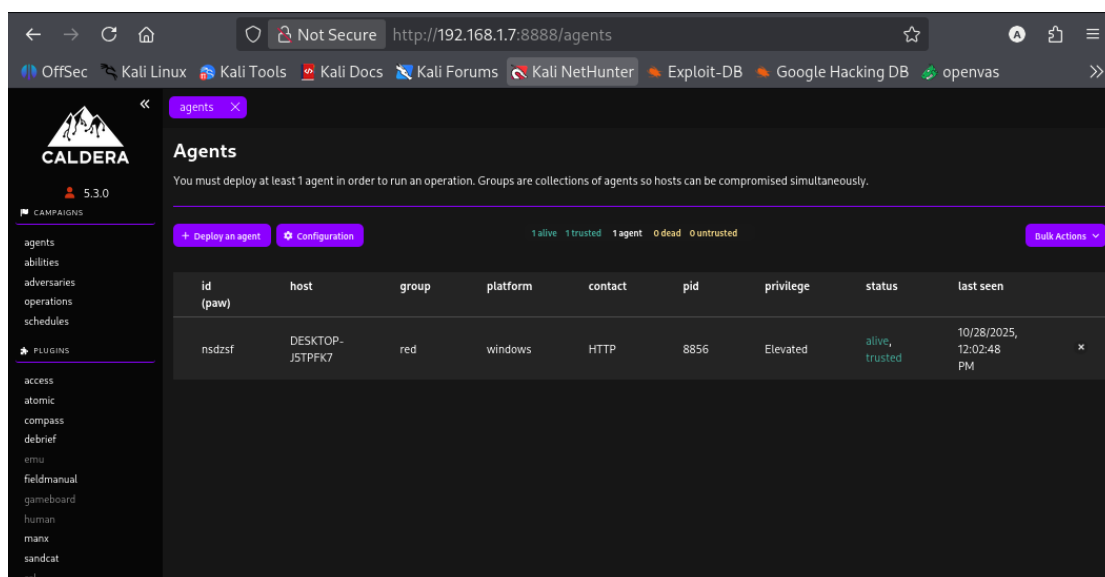 Not Secure http://192.168.1.7:8888/agents A
OffSec Kali Linux Kali Tools Kali Docs Kali Forums Kali NetHunter Exploit-DB Google Hacking DB openvas
CALDERA
5.3.0
CAMPAIGNS
agents
abilities
adversaries
operations
schedules
PLUGINS
access
atomic
compass
debrief
emu
fieldmanual
gameboard
human
manx
sandcat
agents
Agents
You must deploy at least 1 agent in order to run an operation. Groups are collections of agents so hosts can be compromised simultaneously.
+ Deploy an agent Configuration 1 alive 1 trusted 1 agent 0 dead 0 untrusted Bulk Actions
id (paw) host group platform contact pid privilege status last seen
nsdzsf DESKTOP-J5TPFK7 red windows HTTP 8856 Elevated alive, trusted 10/28/2025, 12:02:48 PM